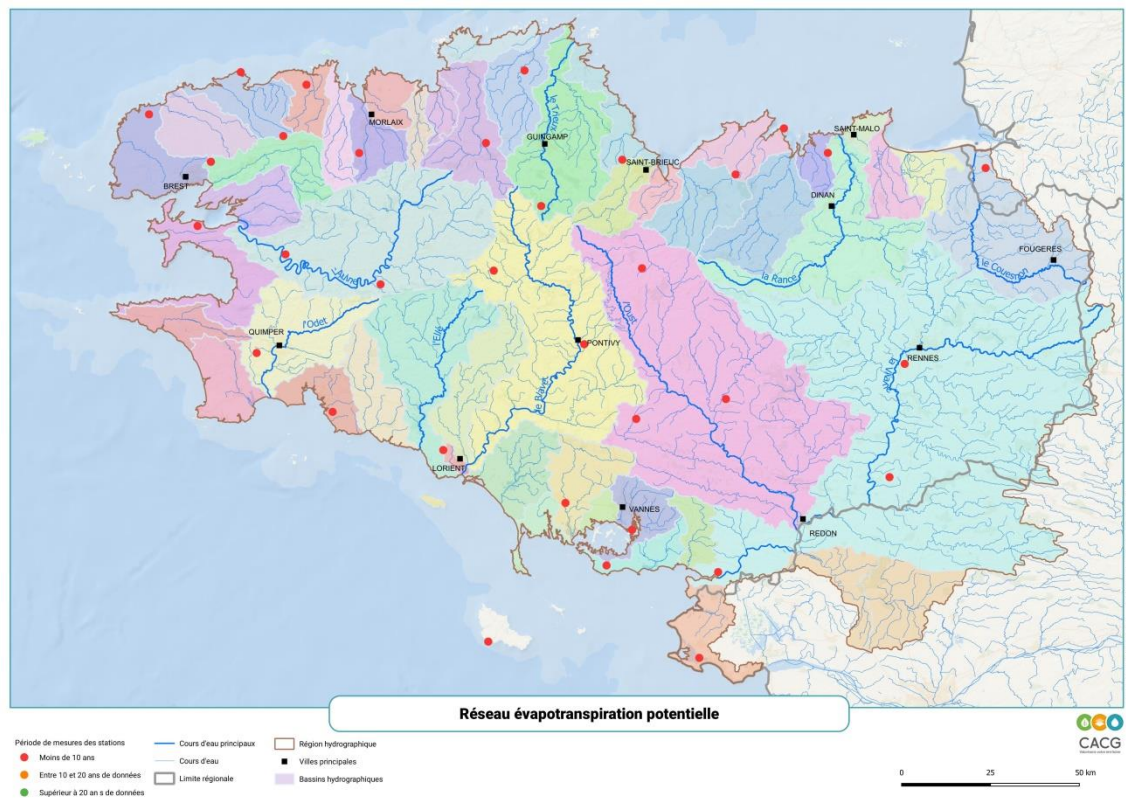 MORLAIX
BREST
le Trieux
GUINGAMP
SAINT-BRIEUC
SAINT-MALO
DINAN
FOUGERES
le Couesnon
la Rance
l'Aulne
l'Odet
QUIMPER
l'Ellé
l'Oust
PONTIVY
le Blavet
RENNES
la Vilaine
LORIENT
VANNES
REDON
Réseau évapotranspiration potentielle
Période de mesures des stations
Moins de 10 ans
Entre 10 et 20 ans de données
Supérieur à 20 an s de données
Cours d'eau principaux
Cours d'eau
Limite régionale
Région hydrographique
Villes principales
Bassins hydrographiques
CACG
0 25 50 km